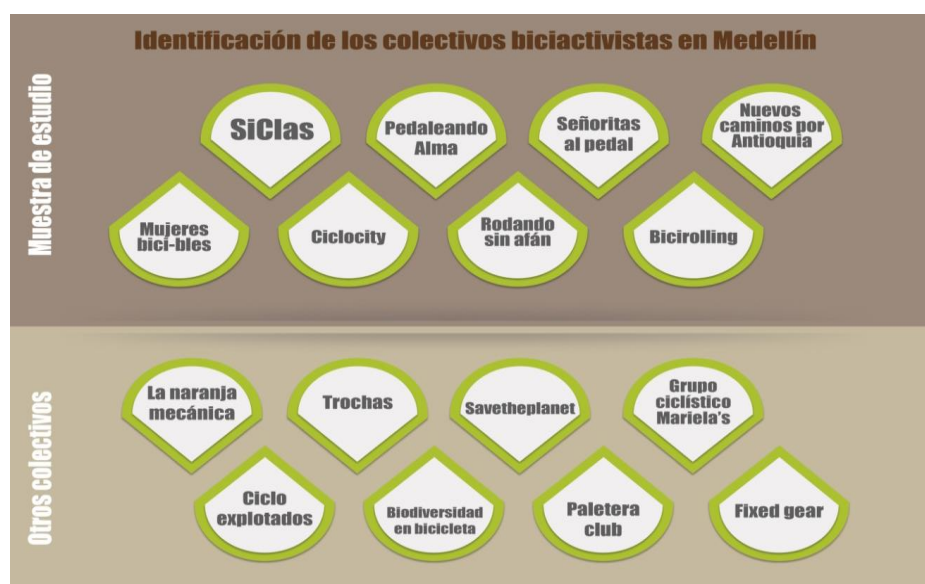 Identificación de los colectivos biciactivistas en Medellín
Muestra de estudio
SiClas
Pedaleando
Alma
Señoritas
al pedal
Nuevos
caminos por
Antioquia
Mujeres
bici-bles
Ciclocity
Rodando
sin afán
Bicirolling
Otros colectivos
La naranja
mecánica
Trochas
Savetheplanet
Grupo
ciclístico
Mariela's
Ciclo
explotados
Biodiversidad
en bicicleta
Paletera
club
Fixed gear